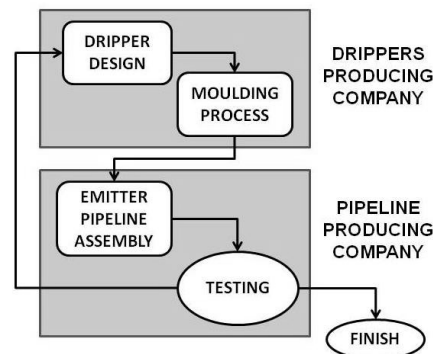 DRIPPER
DESIGN
MOULDING
PROCESS
DRIPPERS
PRODUCING
COMPANY
EMITTER
PIPELINE
ASSEMBLY
TESTING
PIPELINE
PRODUCING
COMPANY
FINISH